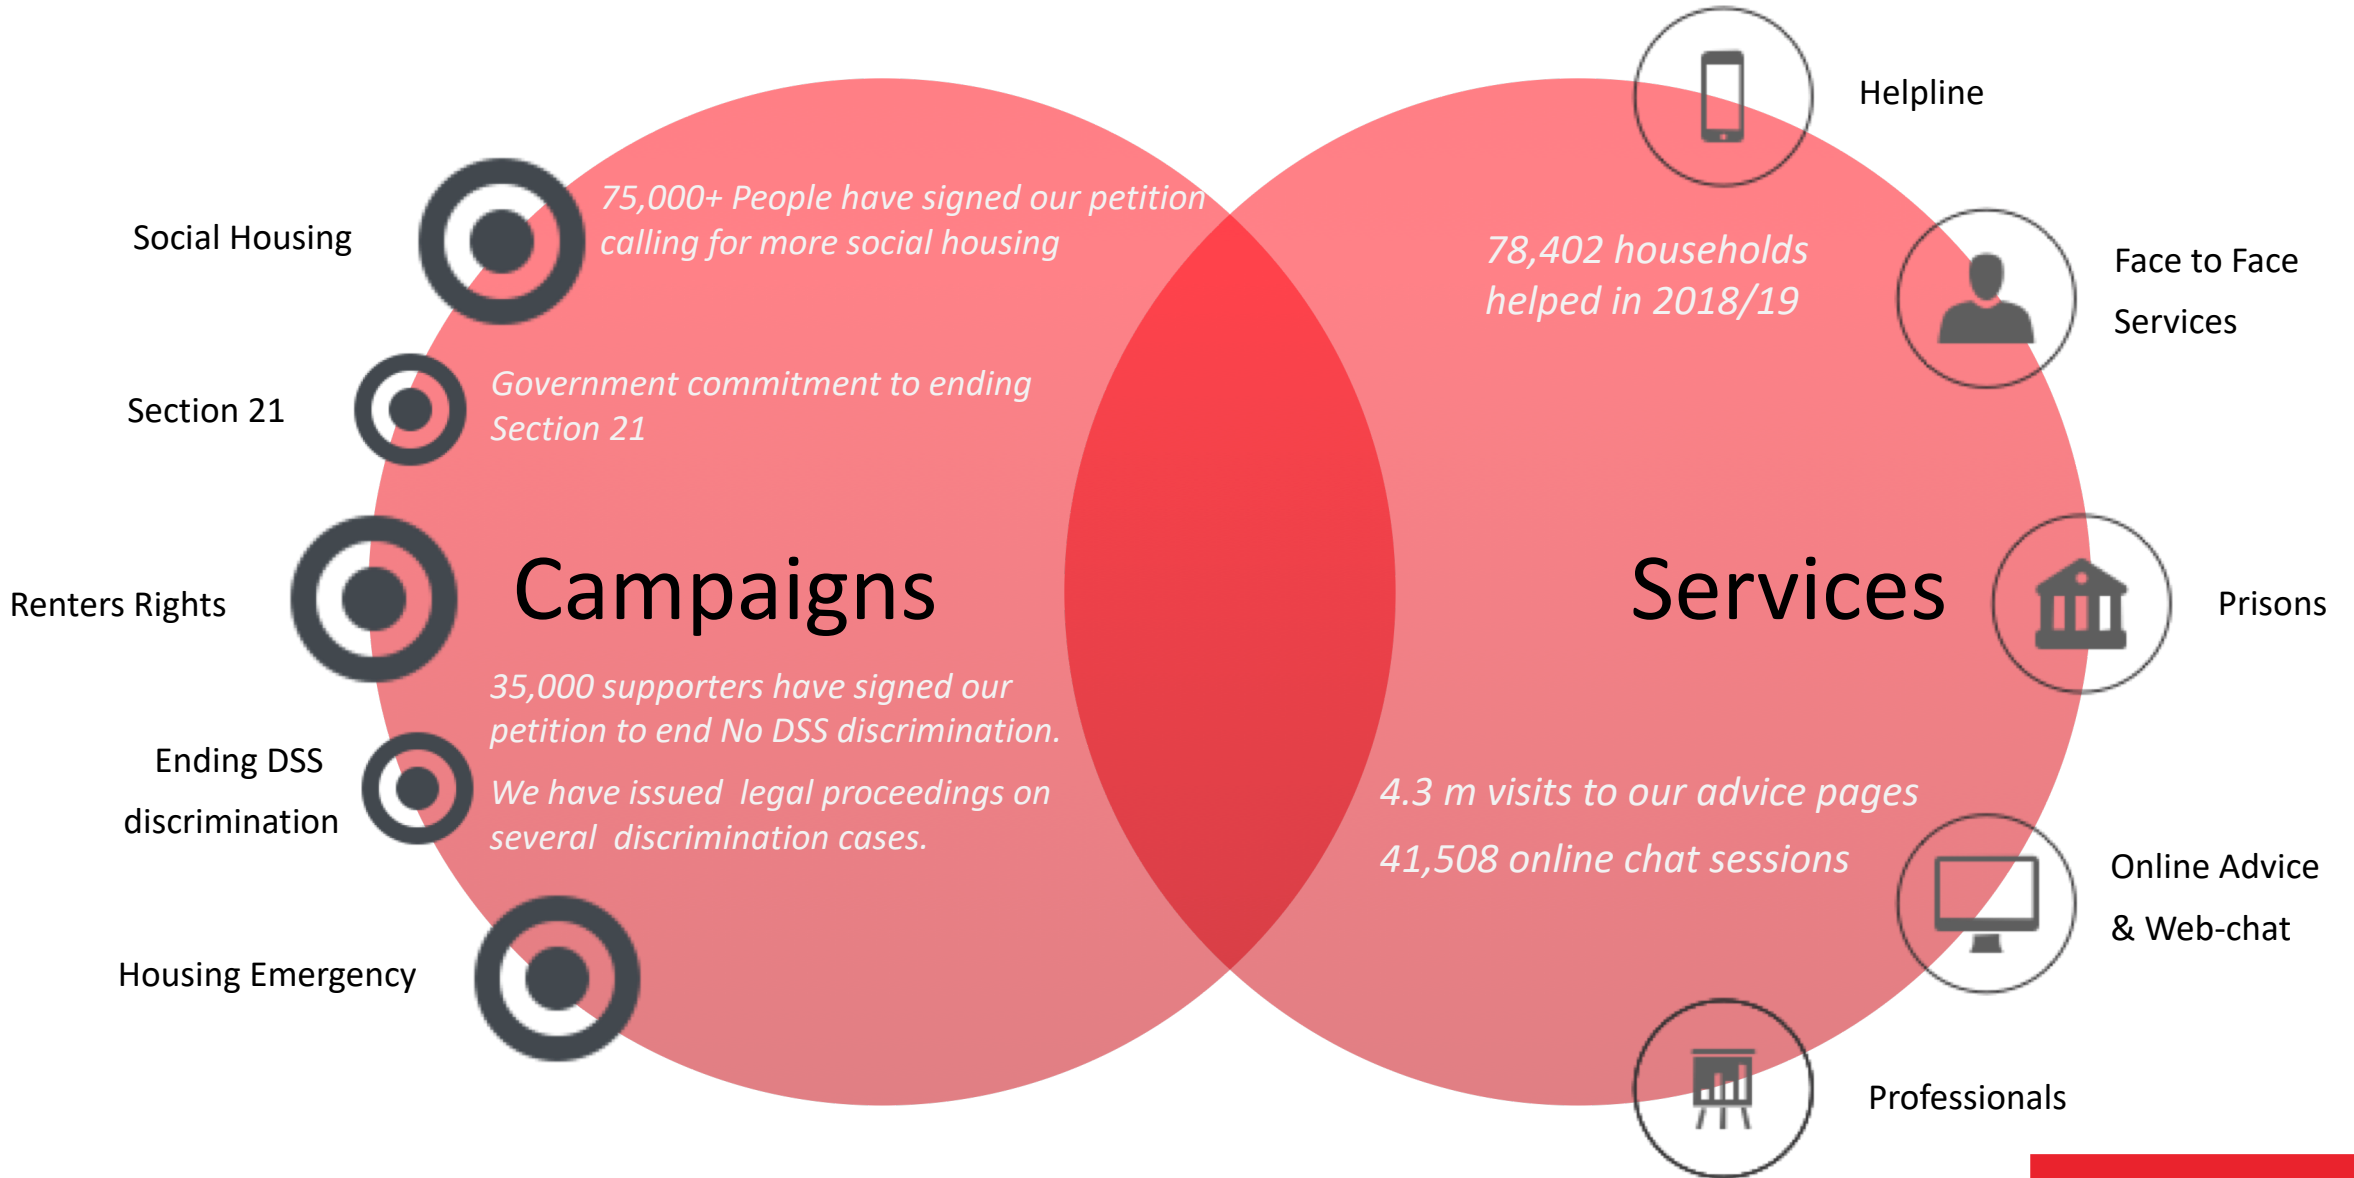 Social Housing
75,000+ People have signed our petition
calling for more social housing
Section 21
Government commitment to ending
Section 21
Renters Rights
Campaigns
Ending DSS
discrimination
35,000 supporters have signed our
petition to end No DSS discrimination.
We have issued legal proceedings on
several discrimination cases.
Housing Emergency
Helpline
78,402 households
helped in 2018/19
Face to Face
Services
Services
Prisons
4.3 m visits to our advice pages
41,508 online chat sessions
Online Advice
& Web-chat
Professionals